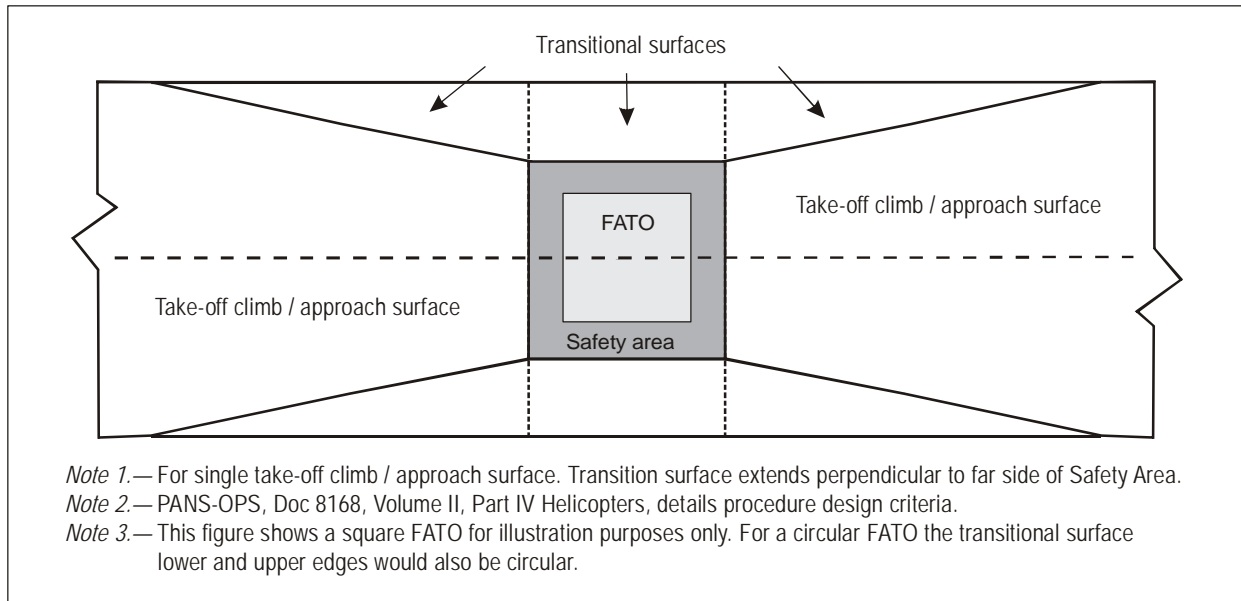 Transitional surfaces
Take-off climb / approach surface
FATO
Take-off climb / approach surface
Safety area
Note 1.— For single take-off climb / approach surface. Transition surface extends perpendicular to far side of Safety Area.
Note 2.— PANS-OPS, Doc 8168, Volume II, Part IV Helicopters, details procedure design criteria.
Note 3.— This figure shows a square FATO for illustration purposes only. For a circular FATO the transitional surface
lower and upper edges would also be circular.